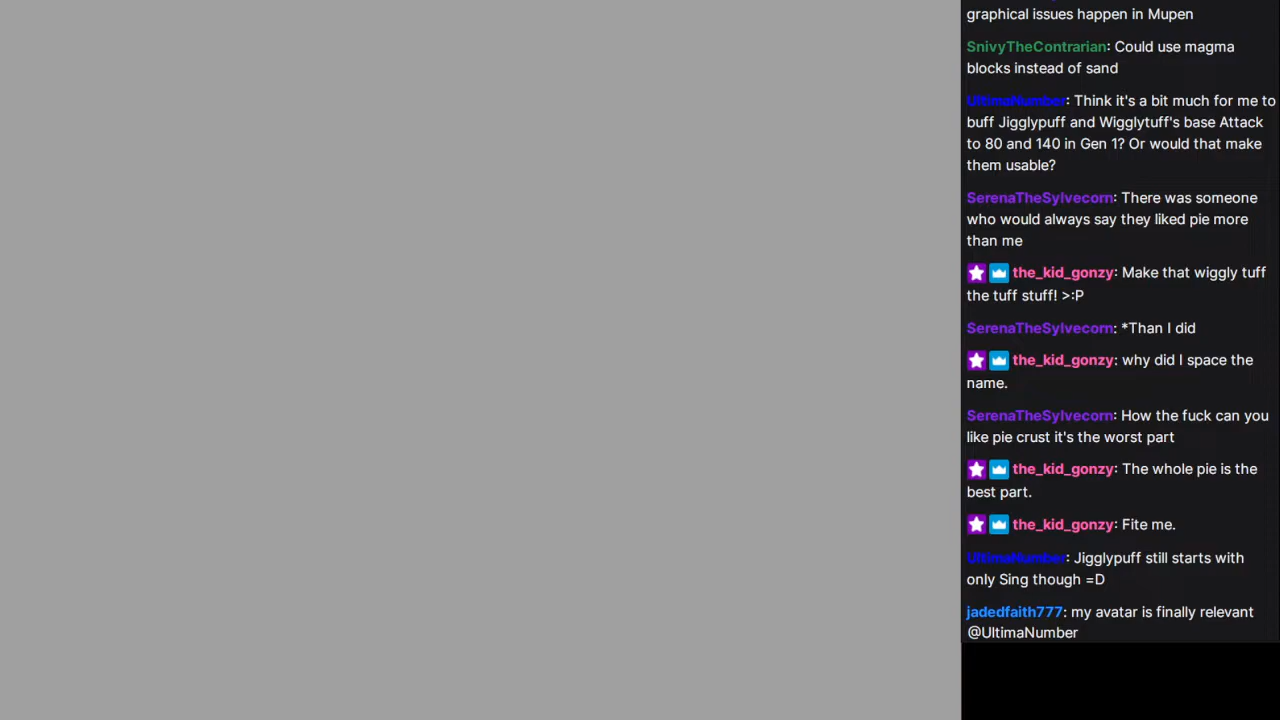 graphical issues happen in Mupen
SnivyTheContrarian: Could use magma
blocks instead of sand
UltimaNumber: Think it's a bit much for me to
buff Jigglypuff and Wigglytuff's base Attack
to 80 and 140 in Gen 1? Or would that make
them usable?
SerenaTheSylvecorn: There was someone
who would always say they liked pie more
than me
the_kid_gonzy: Make that wiggly tuff
the tuff stuff! >:P
SerenaTheSylvecorn: *Than I did
the_kid_gonzy: why did I space the
name.
SerenaTheSylvecorn: How the fuck can you
like pie crust it's the worst part
the_kid_gonzy: The whole pie is the
best part.
the_kid_gonzy: Fite me.
UltimaNumber: Jigglypuff still starts with
only Sing though =D
jadedfaith777: my avatar is finally relevant
@UltimaNumber